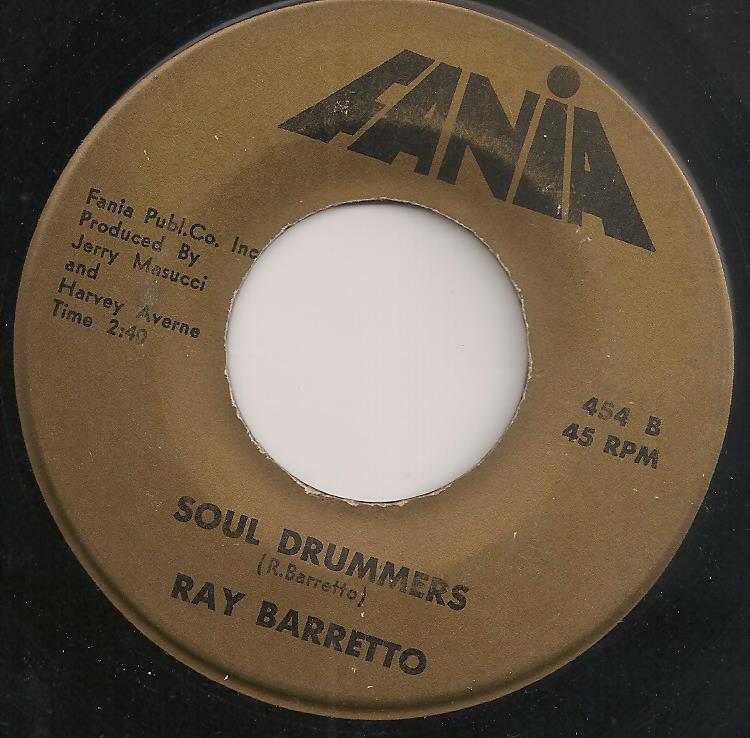 FANIA
Fania Publ.Co. Inc
Produced By
Jerry Masucci
and
Harvey Averne
Time 2:40
454 B
45 RPM
SOUL DRUMMERS
(R.Barretto)
RAY BARRETTO